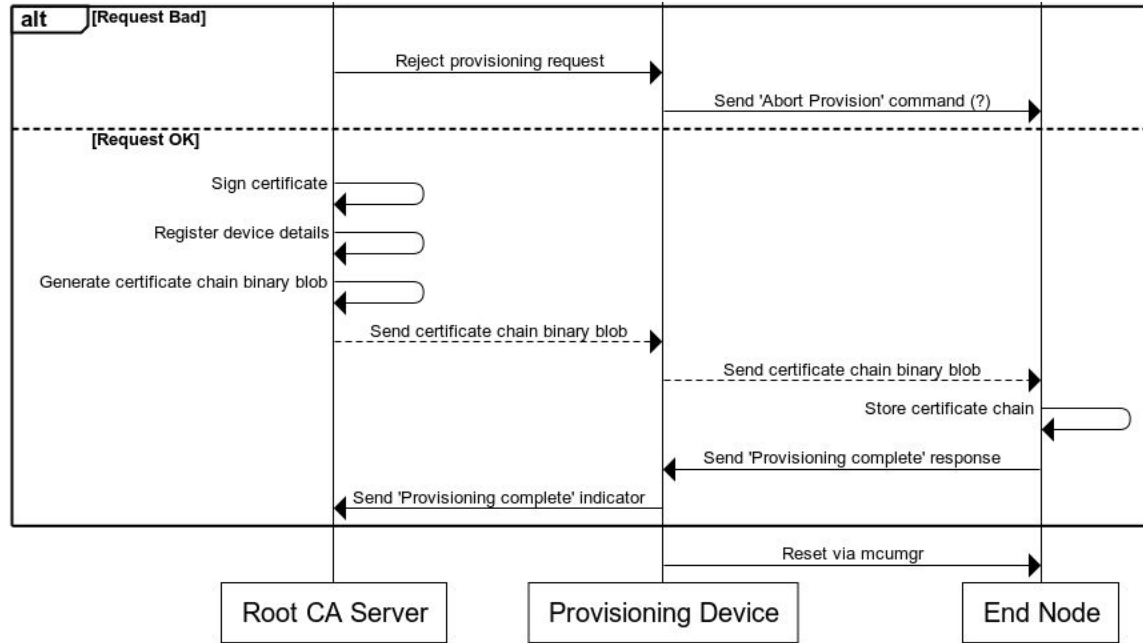 alt
[Request Bad]
Reject provisioning request
Send 'Abort Provision' command (?)
[Request OK]
Sign certificate
Register device details
Generate certificate chain binary blob
Send certificate chain binary blob
Send certificate chain binary blob
Store certificate chain
Send 'Provisioning complete' response
Send 'Provisioning complete' indicator
Reset via mcumgr
Root CA Server
Provisioning Device
End Node